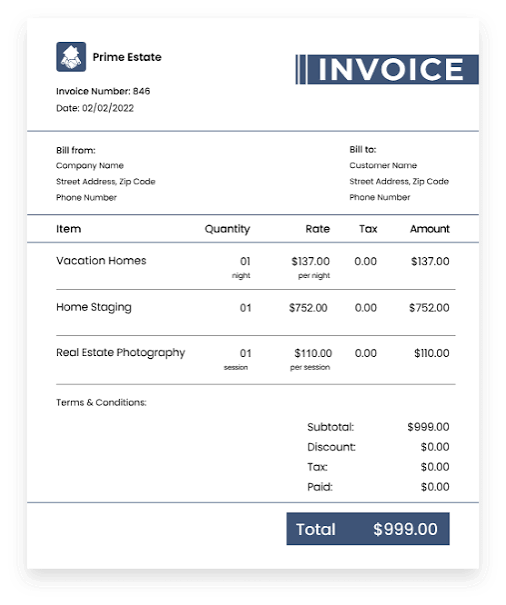 Prime Estate
INVOICE
Invoice Number: 846
Date: 02/02/2022
Bill from:
Company Name
Street Address, Zip Code
Phone Number
Bill to:
Customer Name
Street Address, Zip Code
Phone Number
Item Quantity Rate Tax Amount
Vacation Homes 01 $137.00 0.00 $137.00
night per night
Home Staging 01 $752.00 0.00 $752.00
Real Estate Photography 01 $110.00 0.00 $110.00
session per session
Terms & Conditions:
Subtotal: $999.00
Discount: $0.00
Tax: $0.00
Paid: $0.00
Total $999.00